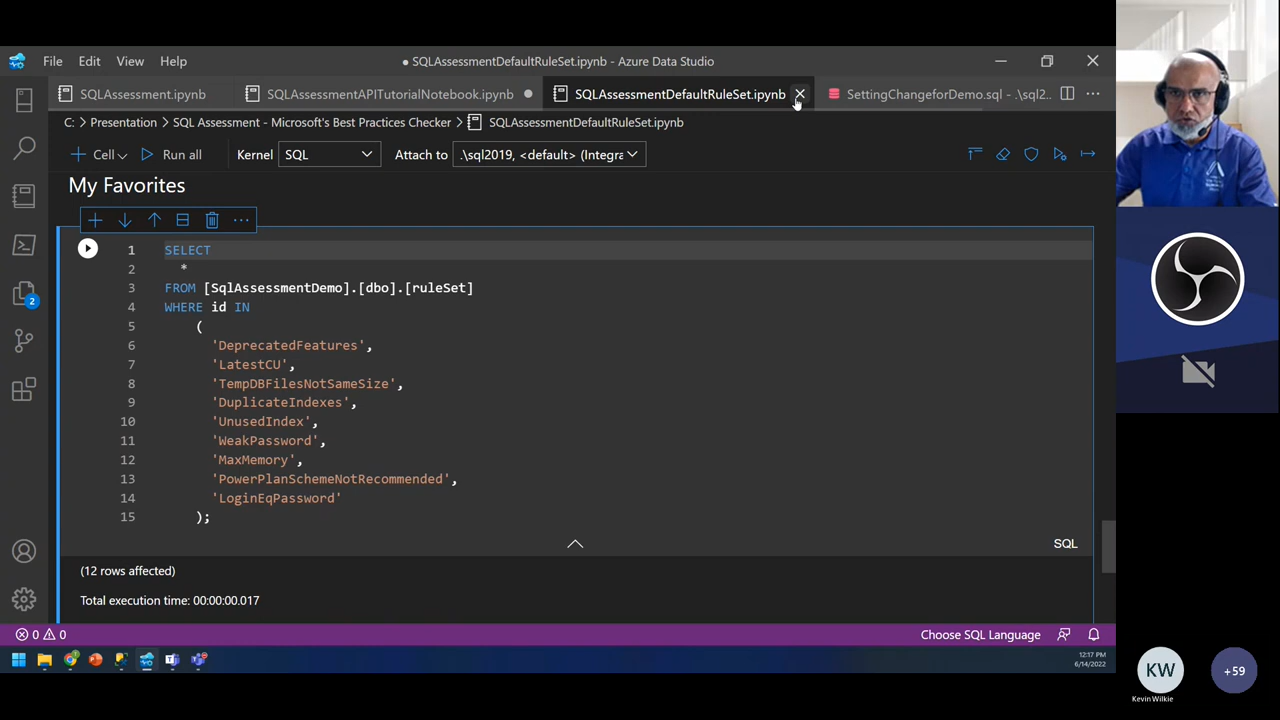 File Edit View Help
● SQLAssessmentDefaultRuleSet.ipynb - Azure Data Studio
SQLAssessment.ipynb
SQLAssessmentAPITutorialNotebook.ipynb
SQLAssessmentDefaultRuleSet.ipynb
SettingChangeforDemo.sql - .\sql2..
C: > Presentation > SQL Assessment - Microsoft's Best Practices Checker > SQLAssessmentDefaultRuleSet.ipynb
Cell Run all Kernel SQL Attach to .\sql2019, <default> (Integra
My Favorites
1 SELECT
2 *
3 FROM [SqlAssessmentDemo].[dbo].[ruleSet]
4 WHERE id IN
5 (
6 'DeprecatedFeatures',
7 'LatestCU',
8 'TempDBFilesNotSameSize',
9 'DuplicateIndexes',
10 'UnusedIndex',
11 'WeakPassword',
12 'MaxMemory',
13 'PowerPlanSchemeNotRecommended',
14 'LoginEqPassword'
15 );
SQL
(12 rows affected)
Total execution time: 00:00:00.017
2
0 0
Choose SQL Language
12:17 PM
6/14/2022
KW
Kevin Wilkie
+59